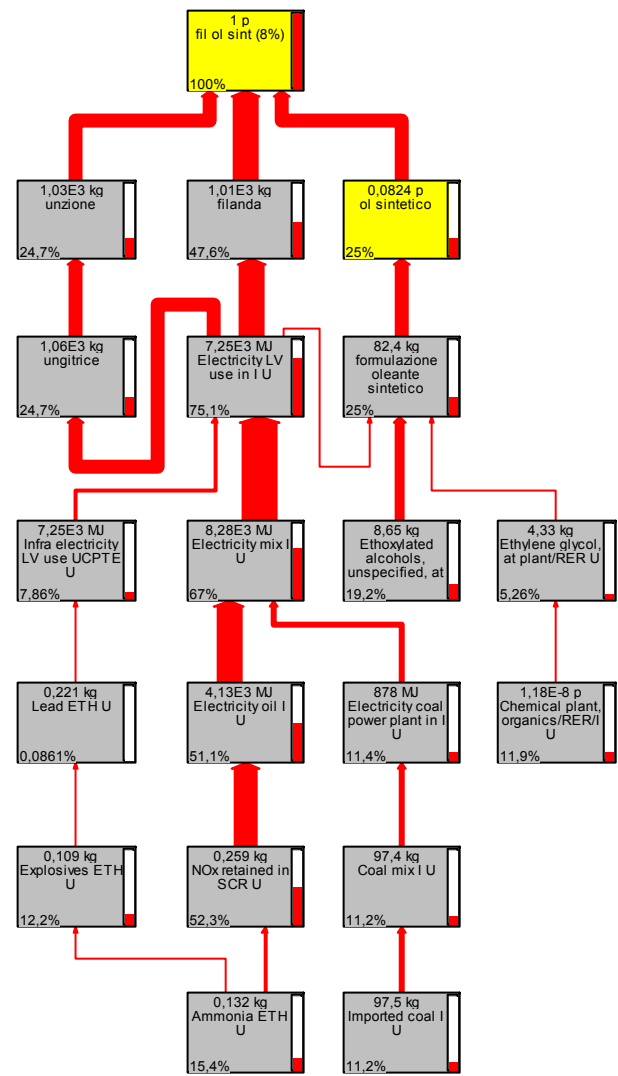 1 p
fil ol sint (8%)
100%
1,03E3 kg
unzione
24,7%
1,01E3 kg
filanda
47,6%
0,0824 p
ol sintetico
25%
1,06E3 kg
ungitrice
24,7%
7,25E3 MJ
Electricity LV
use in I U
75,1%
82,4 kg
formulazione
oleante
sintetico
25%
7,25E3 MJ
Infra electricity
LV use UCPTE
U
7,86%
8,28E3 MJ
Electricity mix I
U
67%
8,65 kg
Ethoxylated
alcohols,
unspecified, at
19,2%
4,33 kg
Ethylene glycol,
at plant/RER U
5,26%
0,221 kg
Lead ETH U
0,0861%
4,13E3 MJ
Electricity oil I
U
51,1%
878 MJ
Electricity coal
power plant in I
U
11,4%
1,18E-8 p
Chemical plant,
organics/RER/I
U
11,9%
0,109 kg
Explosives ETH
U
12,2%
0,259 kg
NOx retained in
SCR U
52,3%
97,4 kg
Coal mix I U
11,2%
0,132 kg
Ammonia ETH
U
15,4%
97,5 kg
Imported coal I
U
11,2%